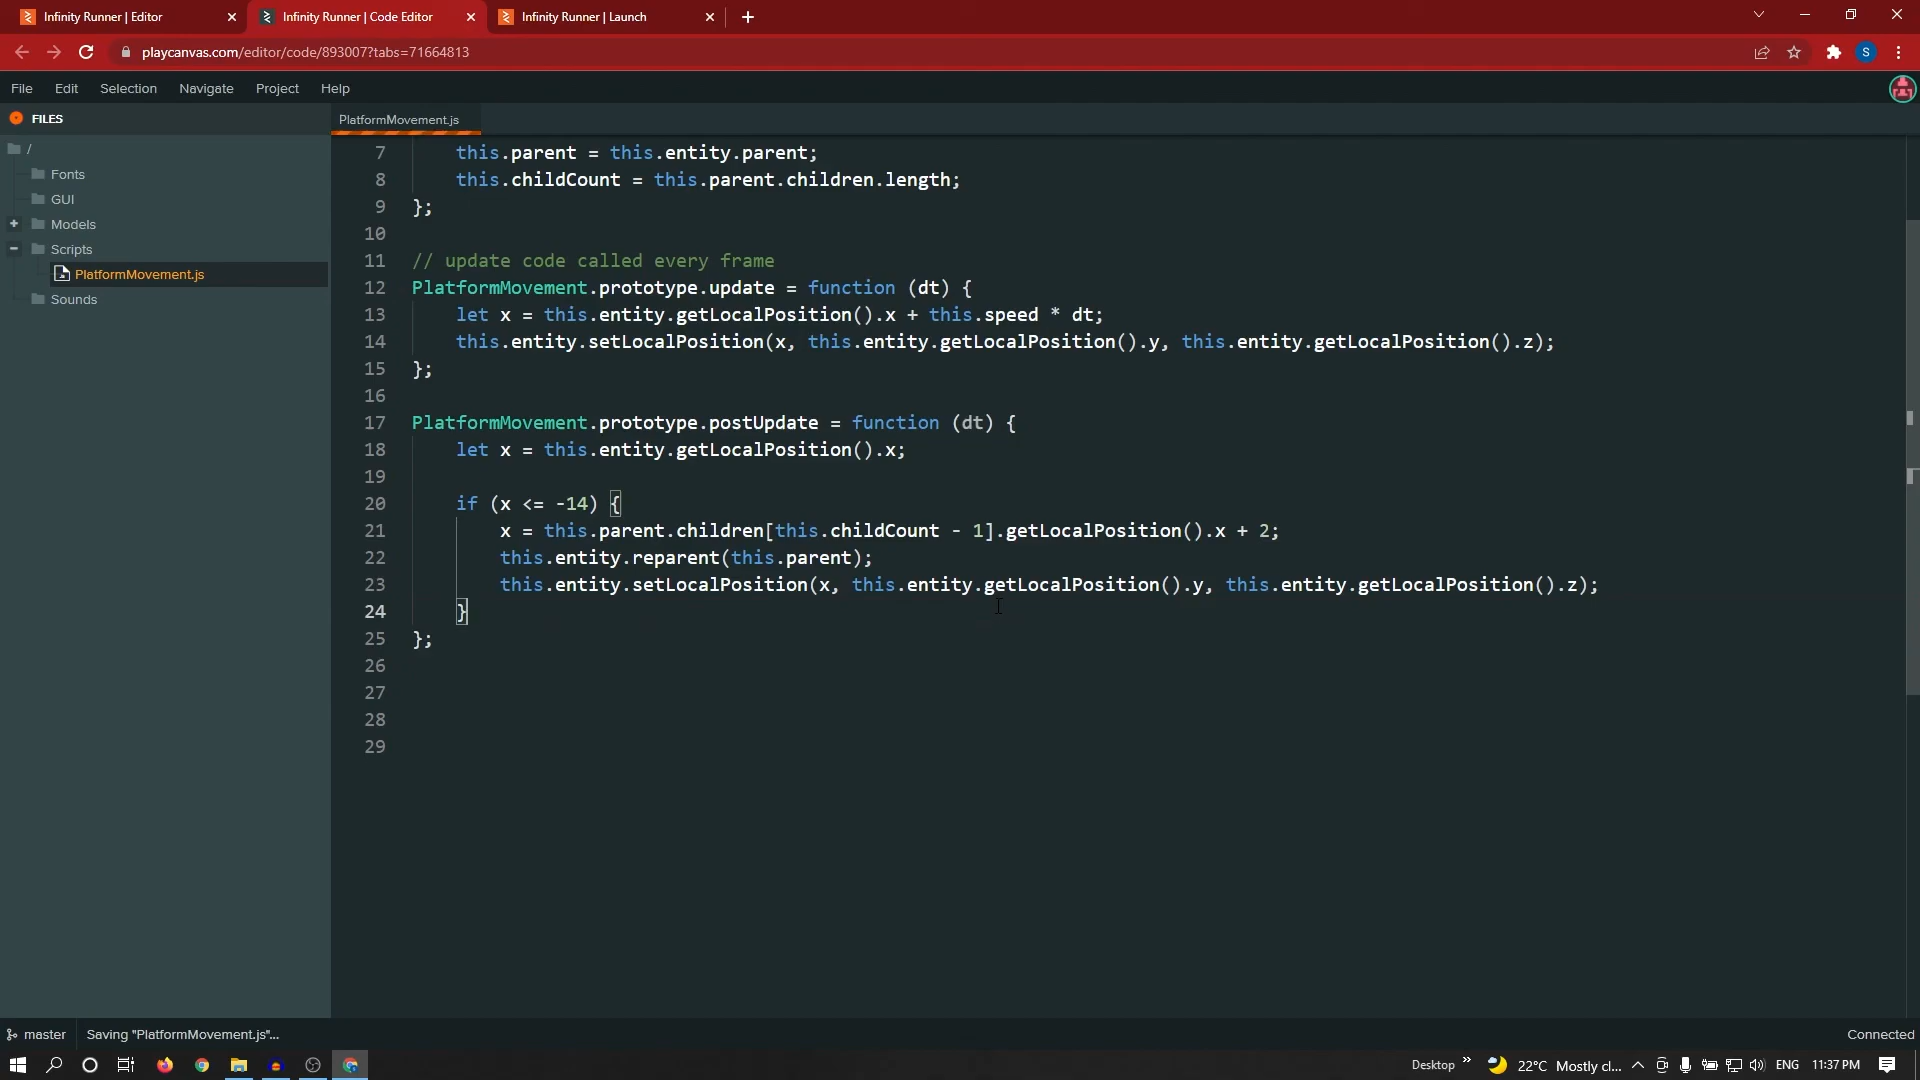 Infinity Runner | Editor
Infinity Runner | Code Editor
Infinity Runner | Launch
playcanvas.com/editor/code/893007?tabs=71664813
S
File Edit Selection Navigate Project Help
FILES
PlatformMovement.js
/
Fonts
GUI
Models
Scripts
PlatformMovement.js
Sounds
7 this.parent = this.entity.parent;
8 this.childCount = this.parent.children.length;
9 };
10
11 // update code called every frame
12 PlatformMovement.prototype.update = function (dt) {
13 let x = this.entity.getLocalPosition().x + this.speed * dt;
14 this.entity.setLocalPosition(x, this.entity.getLocalPosition().y, this.entity.getLocalPosition().z);
15 };
16
17 PlatformMovement.prototype.postUpdate = function (dt) {
18 let x = this.entity.getLocalPosition().x;
19
20 if (x <= -14) {
21 x = this.parent.children[this.childCount - 1].getLocalPosition().x + 2;
22 this.entity.reparent(this.parent);
23 this.entity.setLocalPosition(x, this.entity.getLocalPosition().y, this.entity.getLocalPosition().z);
24 }
25 };
26
27
28
29
master Saving "PlatformMovement.js"... Connected
Desktop » 22°C Mostly cl... ENG 11:37 PM